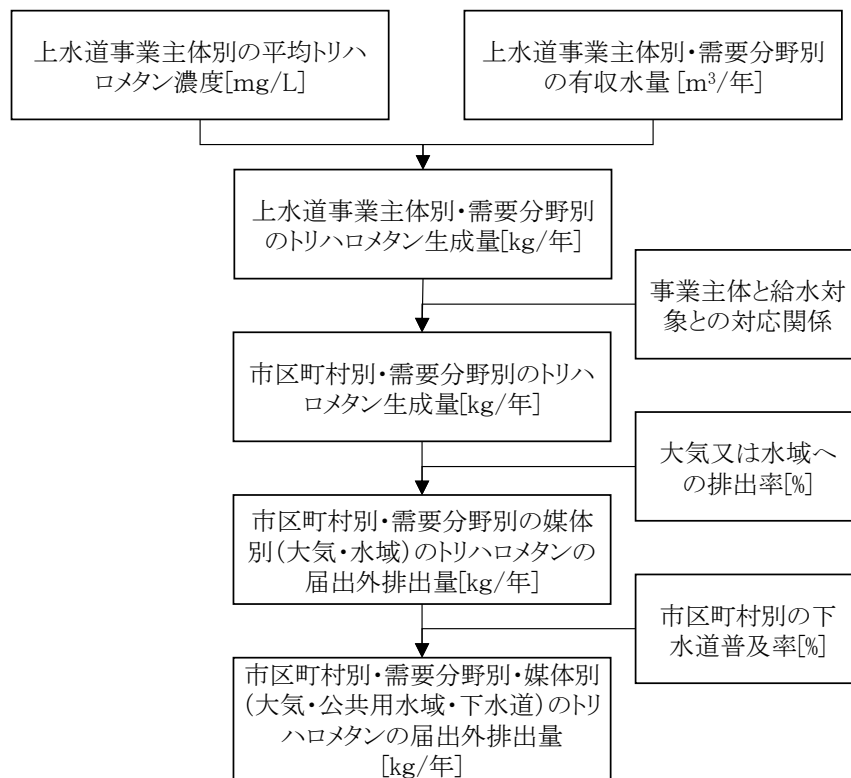 上水道事業主体別の平均トリハ
ロメタン濃度[mg/L]
上水道事業主体別・需要分野別
の有収水量 [m³/年]
上水道事業主体別・需要分野別
のトリハロメタン生成量[kg/年]
事業主体と給水対
象との対応関係
市区町村別・需要分野別のトリハ
ロメタン生成量[kg/年]
大気又は水域へ
の排出率[%]
市区町村別・需要分野別の媒体
別(大気・水域)のトリハロメタンの
届出外排出量[kg/年]
市区町村別の下
水道普及率[%]
市区町村別・需要分野別・媒体別
(大気・公共用水域・下水道)のトリ
ハロメタンの届出外排出量
[kg/年]